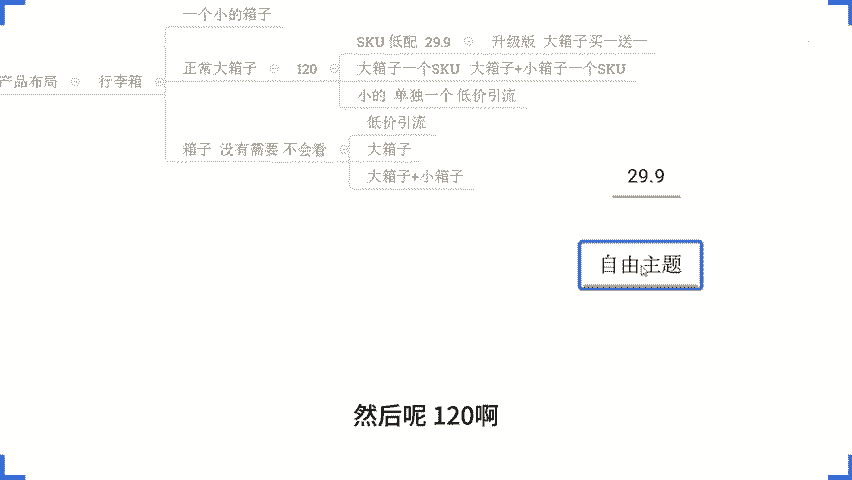 一个小的箱子
SKU 低配 29.9 升级版 大箱子买一送一
产品布局 行李箱 正常大箱子 120 大箱子一个SKU 大箱子+小箱子一个SKU
小的 单独一个 低价引流
低价引流
箱子 没有需要 不会看 大箱子
大箱子+小箱子
29.9
自由主题
然后呢 120啊